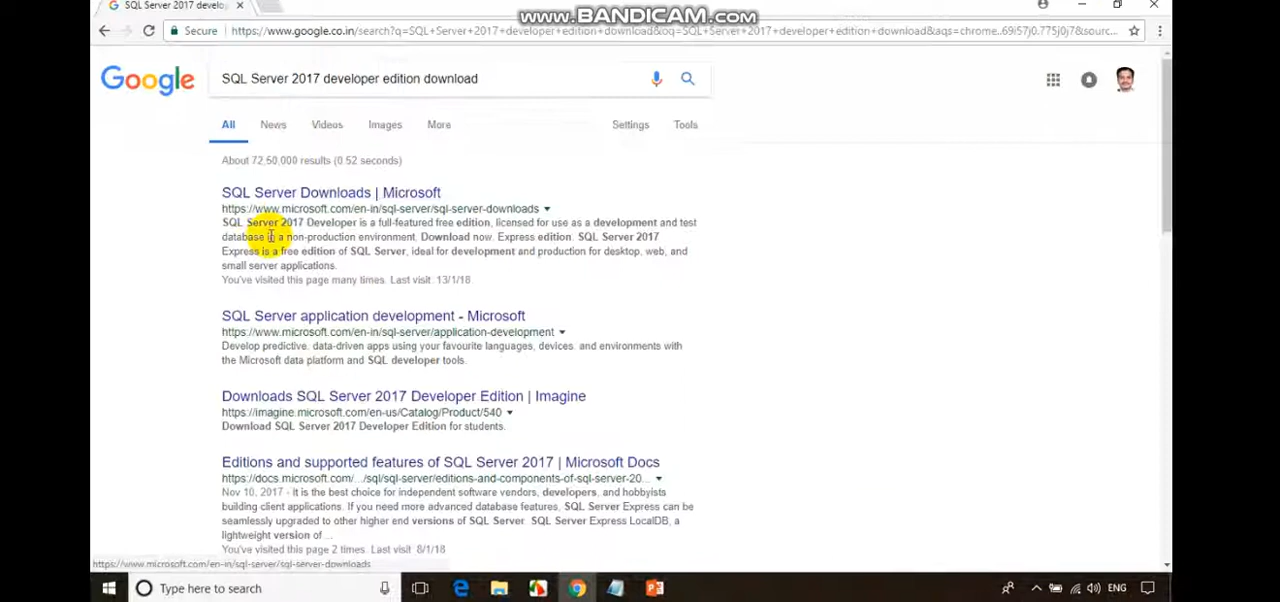 www.BANDICAM.com
SQL Server 2017 develo
Secure https://www.google.co.in/search?q=SQL+Server+2017+developer+edition+download&oq=SQL+Server+2017+developer+edition+download&aqs=chrome..69i57j0.775j0j7&sourc...
Google SQL Server 2017 developer edition download
All News Videos Images More Settings Tools
About 72,50,000 results (0.52 seconds)
SQL Server Downloads | Microsoft
https://www.microsoft.com/en-in/sql-server/sql-server-downloads
SQL Server 2017 Developer is a full-featured free edition, licensed for use as a development and test
database in a non-production environment. Download now. Express edition. SQL Server 2017
Express is a free edition of SQL Server, ideal for development and production for desktop, web, and
small server applications.
You've visited this page many times. Last visit: 13/1/18
SQL Server application development - Microsoft
https://www.microsoft.com/en-in/sql-server/application-development
Develop predictive, data-driven apps using your favourite languages, devices, and environments with
the Microsoft data platform and SQL developer tools.
Downloads SQL Server 2017 Developer Edition | Imagine
https://imagine.microsoft.com/en-us/Catalog/Product/540
Download SQL Server 2017 Developer Edition for students.
Editions and supported features of SQL Server 2017 | Microsoft Docs
https://docs.microsoft.com/.../sql/sql-server/editions-and-components-of-sql-server-20...
Nov 10, 2017 - It is the best choice for independent software vendors, developers, and hobbyists
building client applications. If you need more advanced database features, SQL Server Express can be
seamlessly upgraded to other higher end versions of SQL Server. SQL Server Express LocalDB, a
lightweight version of ...
You've visited this page 2 times. Last visit: 8/1/18
https://www.microsoft.com/en-in/sql-server/sql-server-downloads
Type here to search ENG